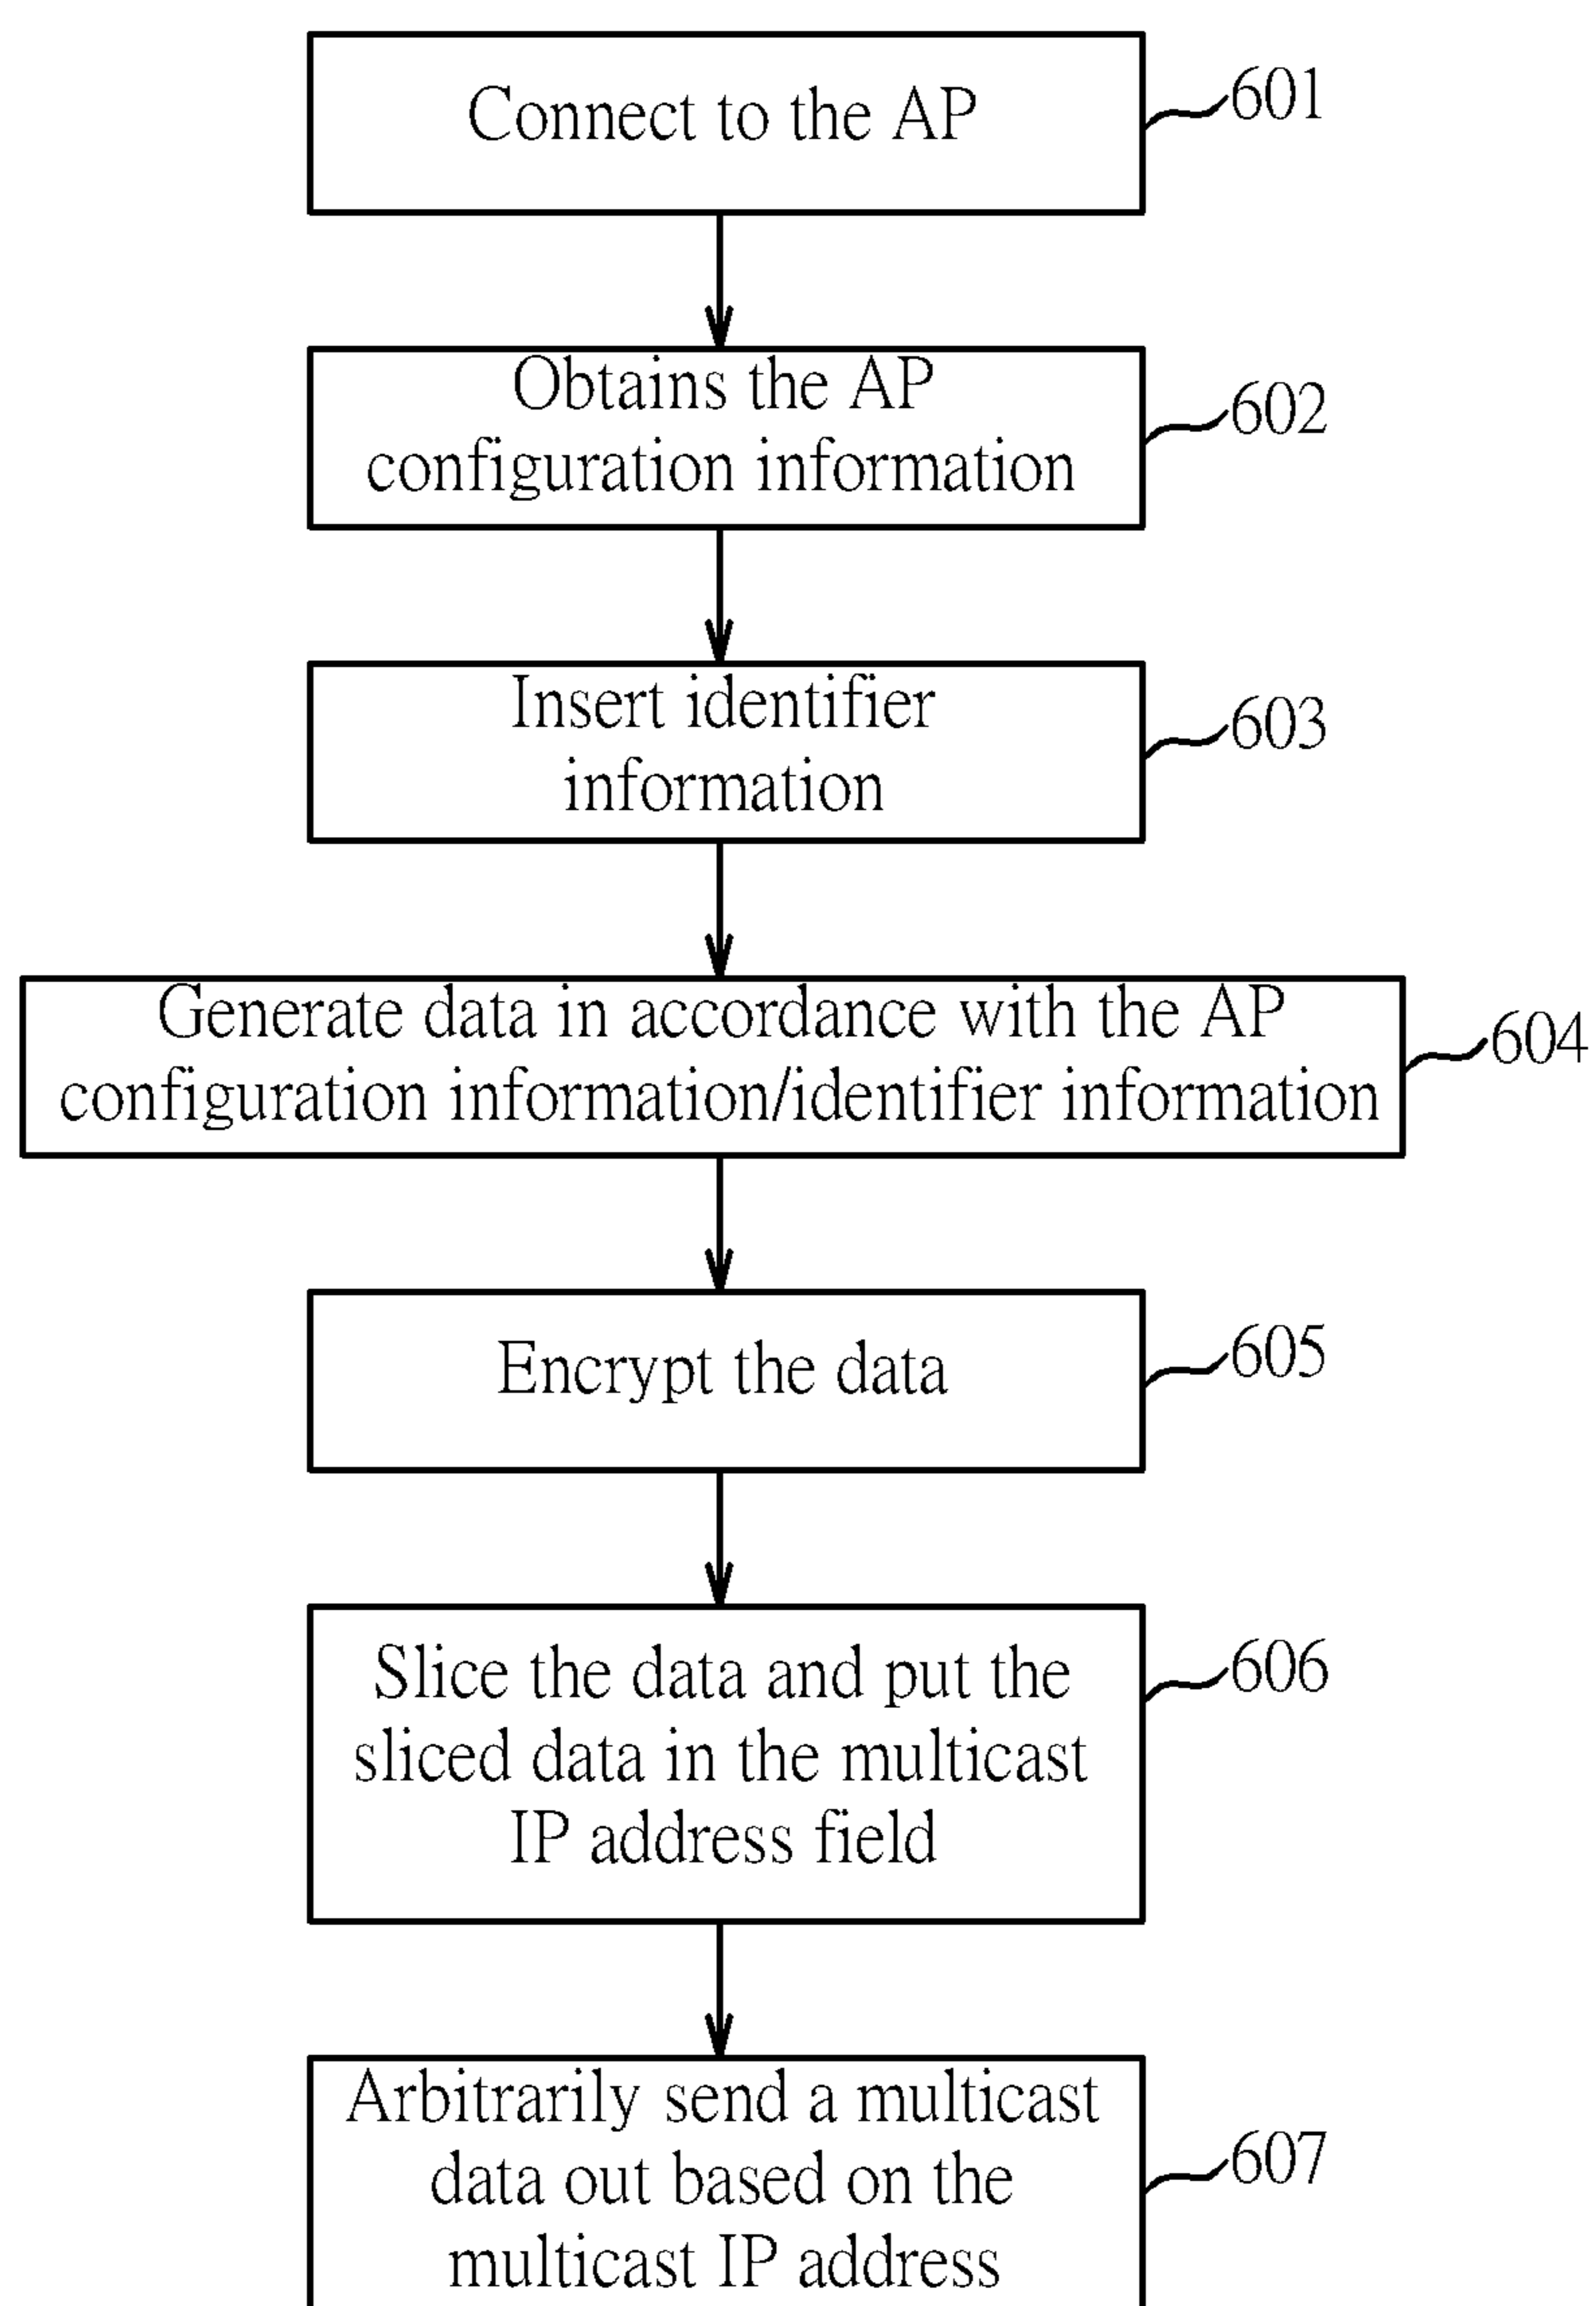 Connect to the AP
601
Obtains the AP
configuration information
602
Insert identifier
information
603
Generate data in accordance with the AP
configuration information/identifier information
604
Encrypt the data
605
Slice the data and put the
sliced data in the multicast
IP address field
606
Arbitrarily send a multicast
data out based on the
multicast IP address
607